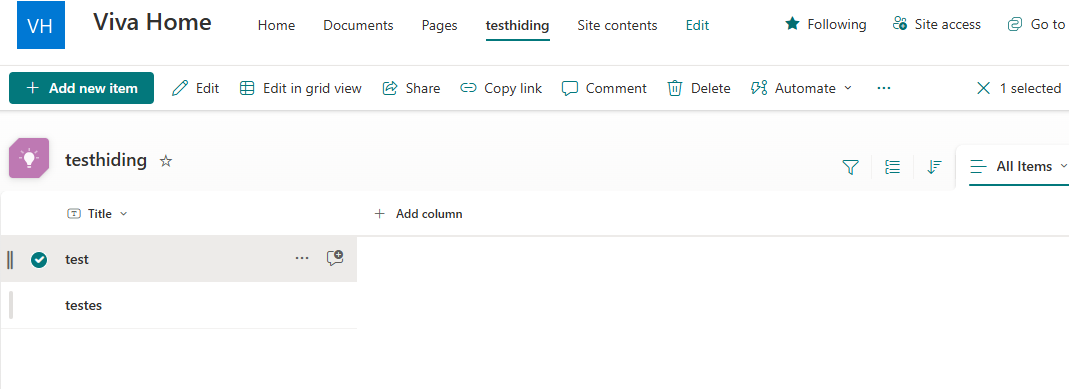 VH Viva Home Home Documents Pages testhiding Site contents Edit Following Site access Go to
Add new item Edit Edit in grid view Share Copy link Comment Delete Automate 1 selected
testhiding All Items
Title Add column
test
testes